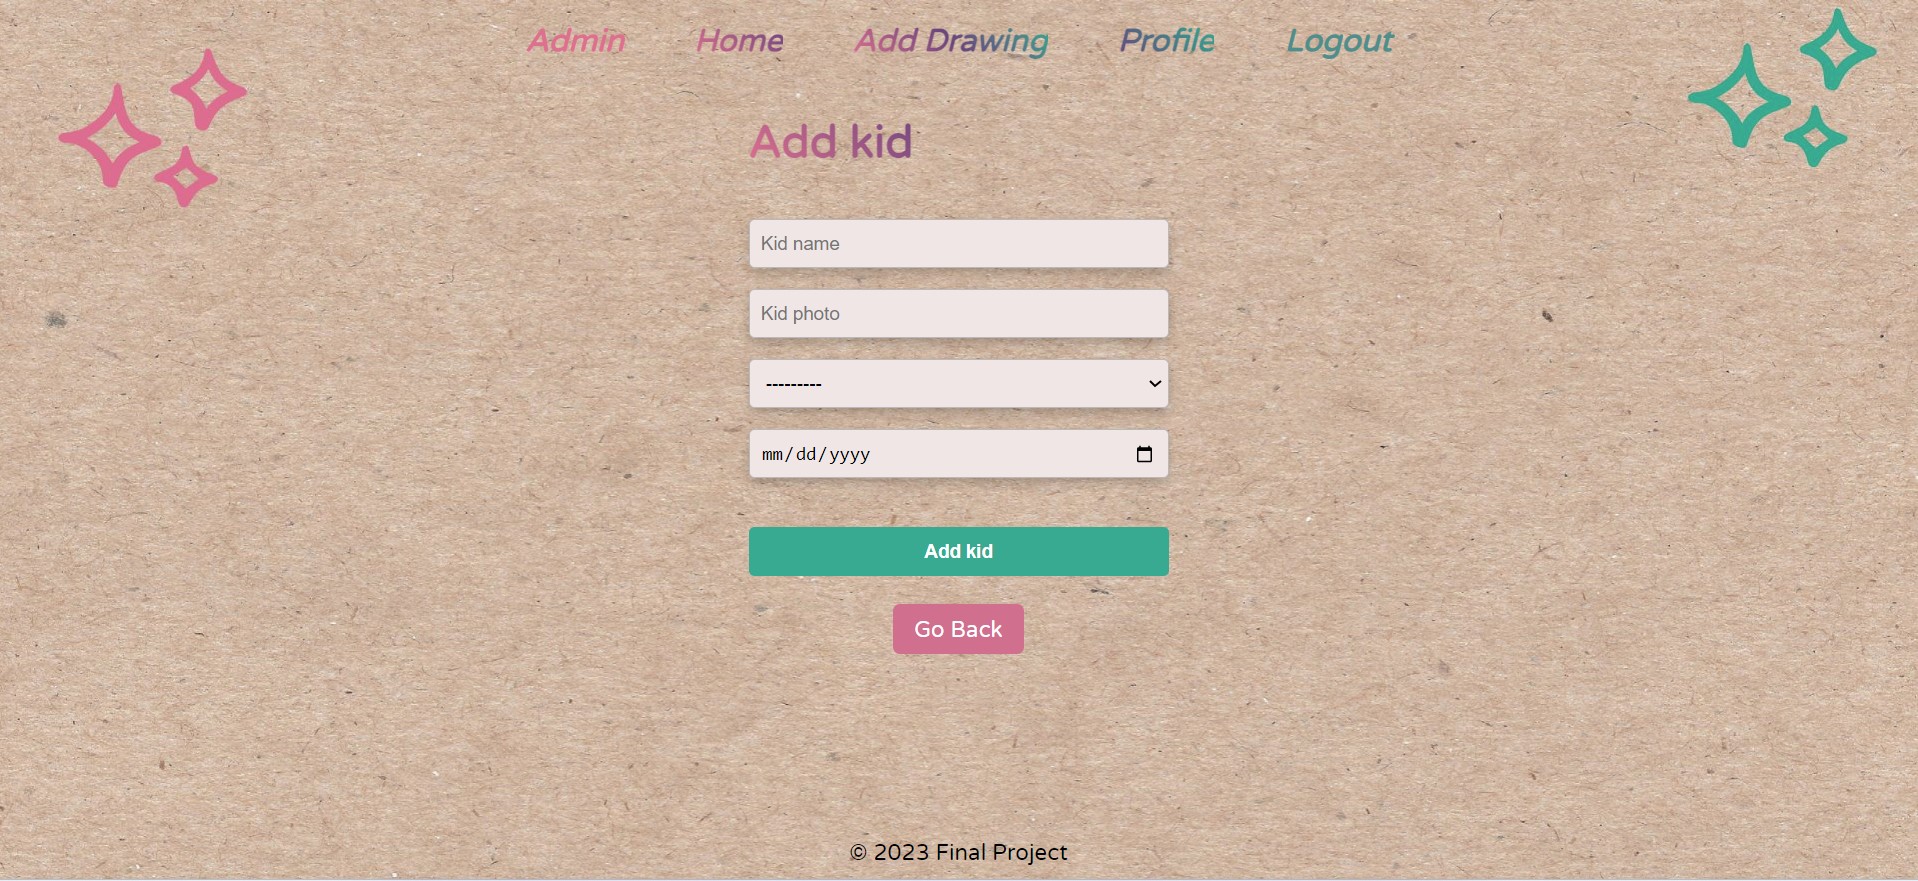 Admin Home Add Drawing Profile Logout
Add kid
Kid name
Kid photo
---------
mm/dd/yyyy
Add kid
Go Back
© 2023 Final Project